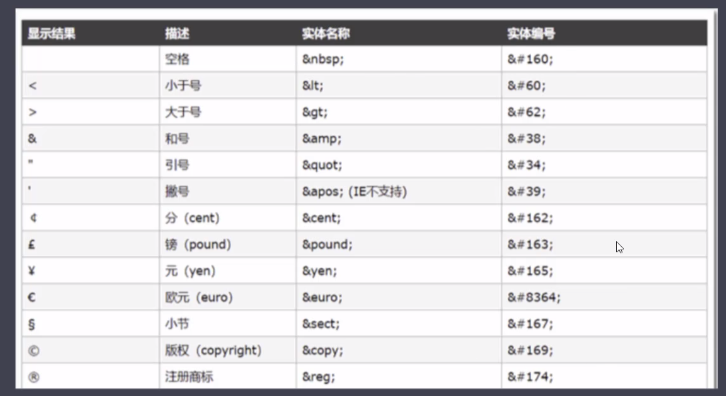 显示结果 描述 实体名称 实体编号
空格 &nbsp; &#160;
< 小于号 &lt; &#60;
> 大于号 &gt; &#62;
& 和号 &amp; &#38;
" 引号 &quot; &#34;
' 撇号 &apos; (IE不支持) &#39;
¢ 分（cent） &cent; &#162;
£ 镑（pound） &pound; &#163;
¥ 元（yen） &yen; &#165;
€ 欧元（euro） &euro; &#8364;
§ 小节 &sect; &#167;
© 版权（copyright） &copy; &#169;
® 注册商标 &reg; &#174;